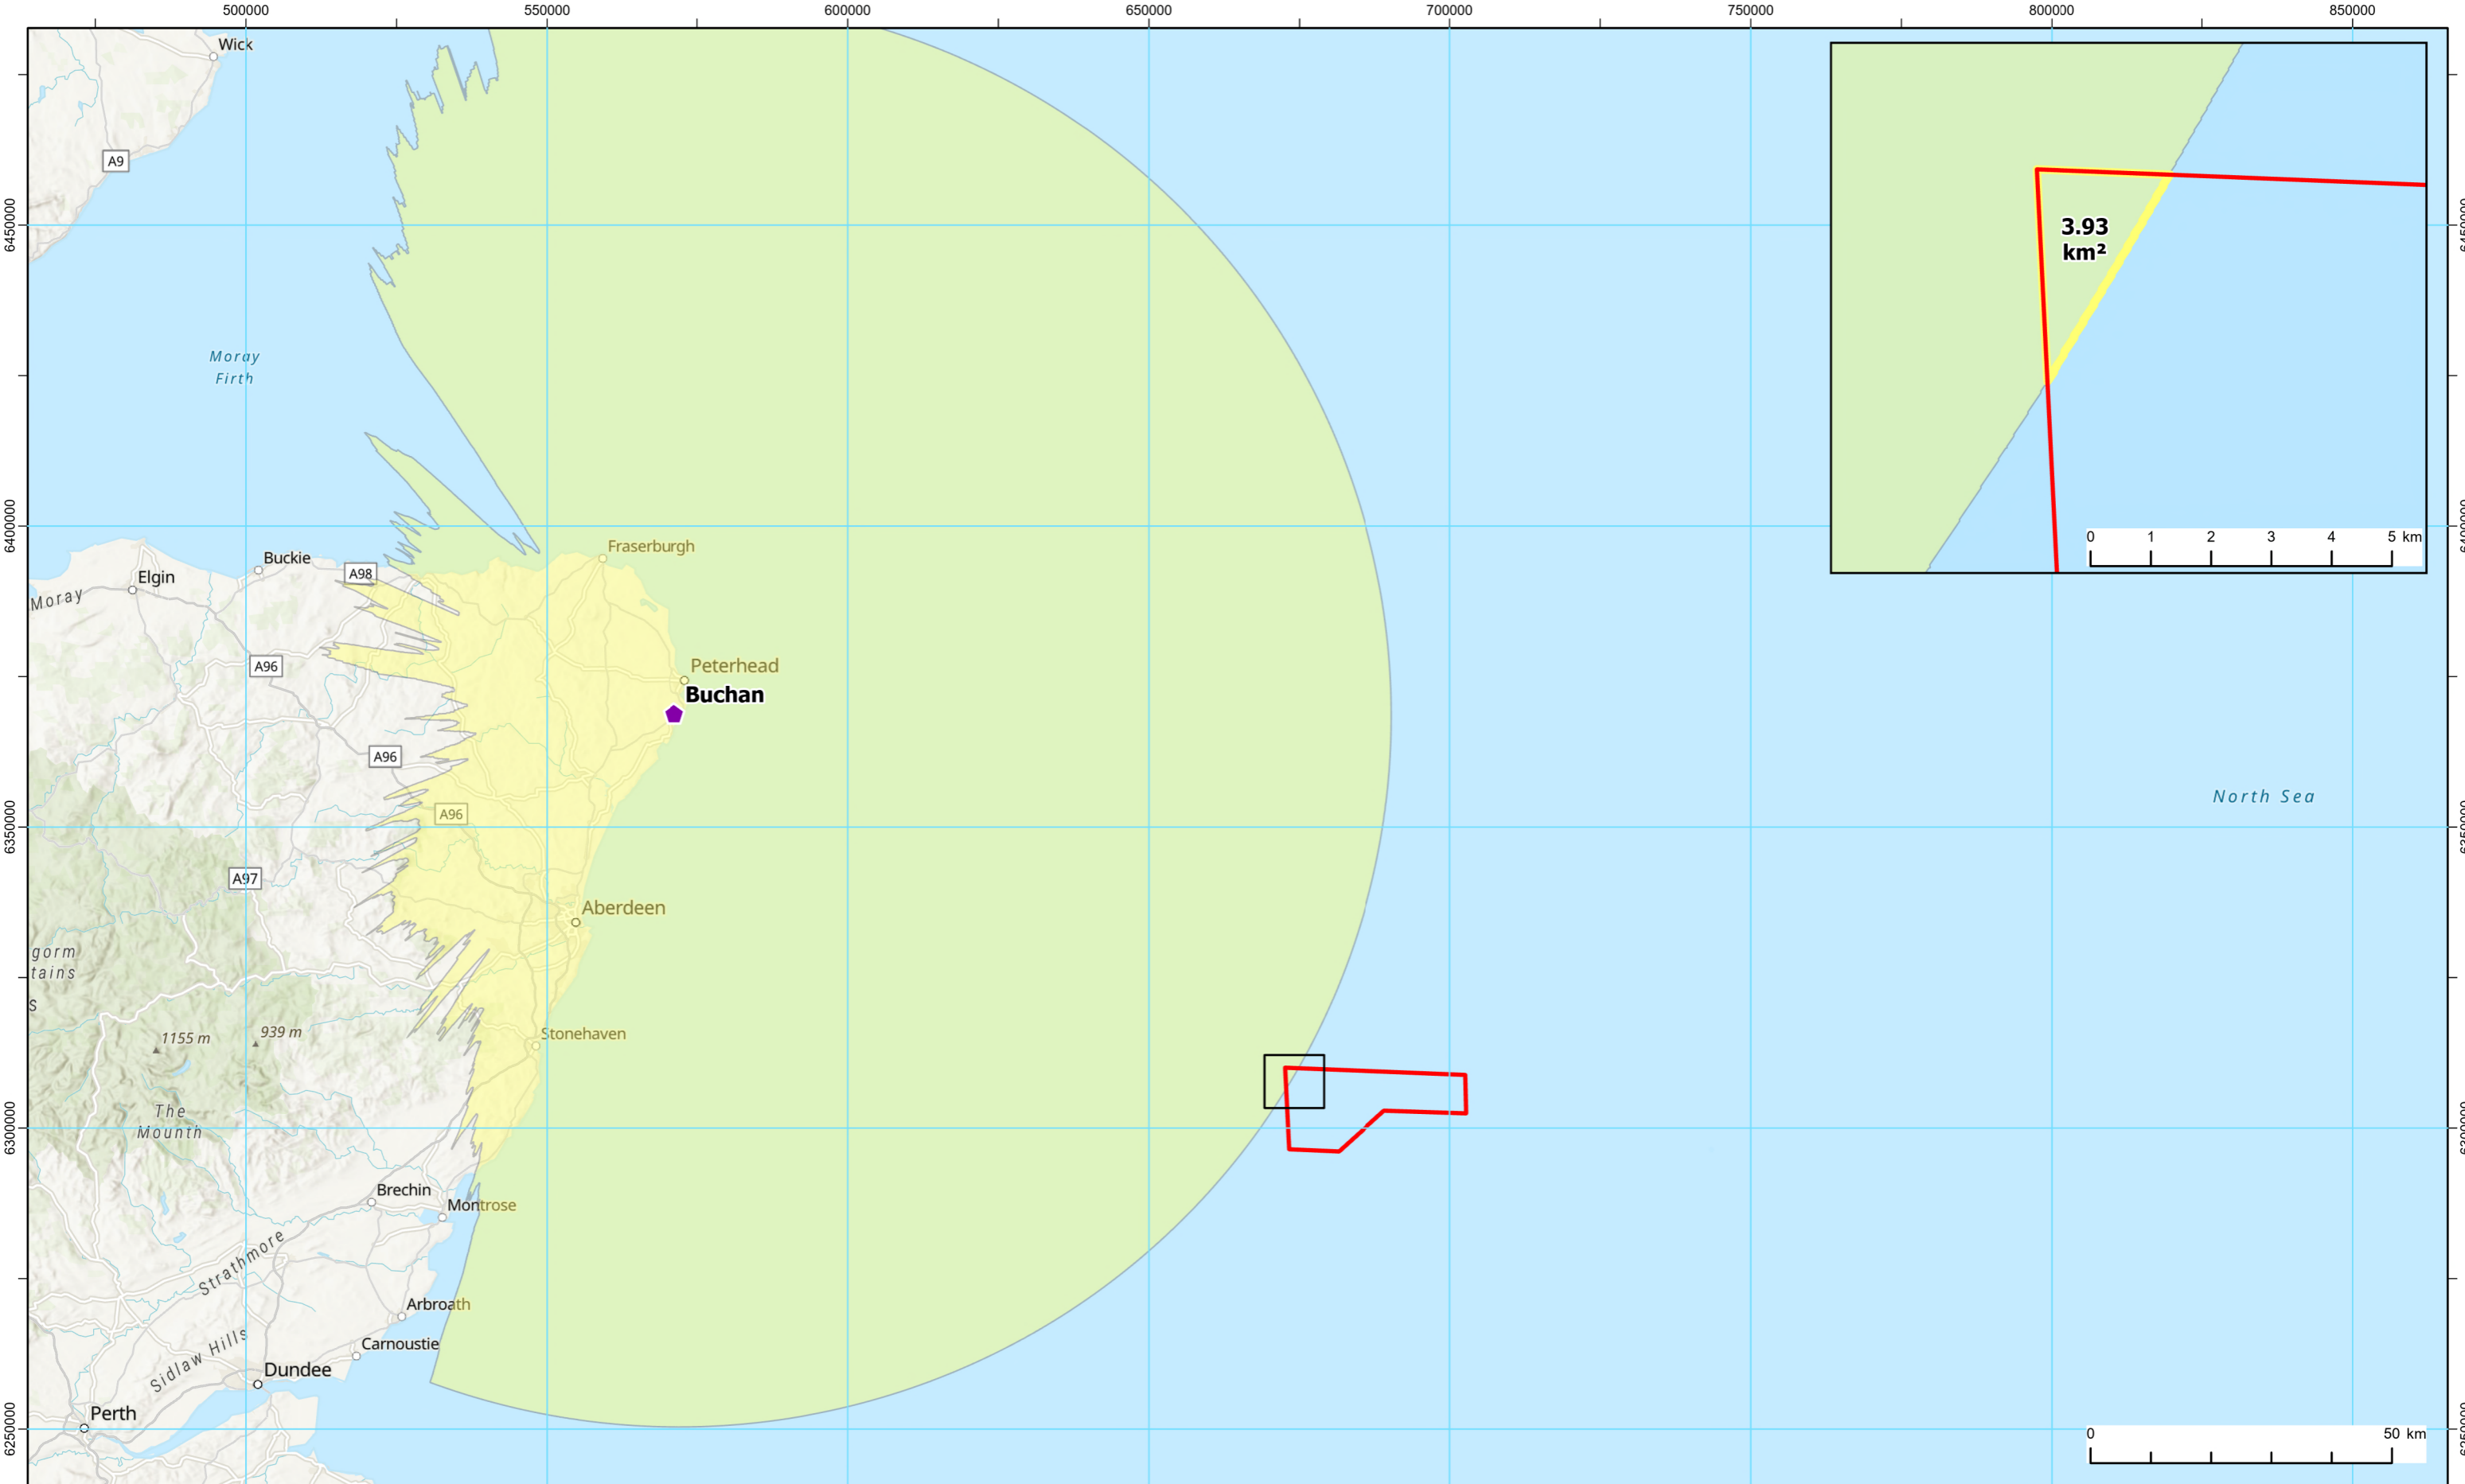 500000
550000
600000
650000
700000
750000
800000
850000
Wick
A9
3.93
km²
6450000
Moray
Firth
0 1 2 3 4 5 km
6400000
Fraserburgh
Buckie
A98
Elgin
Moray
Peterhead
A96
Buchan
A96
North Sea
A96
6350000
A97
Aberdeen
gorm
tains
s
Stonehaven
1155 m
939 m
The
Mounth
6300000
Brechin
Montrose
Strathmore
Arbroath
Carnoustie
Sidlaw Hills
Dundee
Perth
6250000
0 50 km